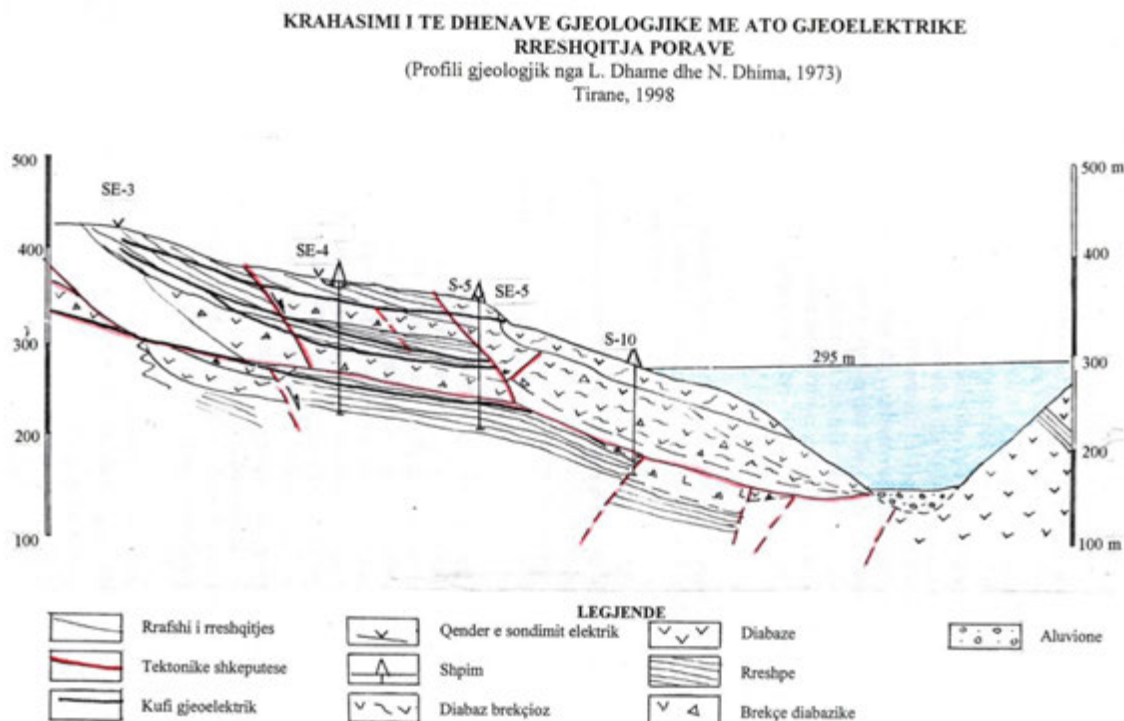 KRAHASIMI I TE DHENAVE GJEOLOGJIKE ME ATO GJEOELEKTRIKE
RRESHQITJA PORAVE
(Profili gjeologjik nga L. Dhame dhe N. Dhima, 1973)
Tirane, 1998
500
500 m
SE-3
400
SE-4
400
S-5
SE-5
300
S-10
295 m
300
200
200
100
100 m
LEGJENDE
Rrafshi i rreshqitjes
Qender e sondimit elektrik
Diabaze
Aluvione
Tektonike shkeputese
Shpim
Rreshpe
Kufi gjeoelektrik
Diabaz brekçioz
Brekçe diabazike